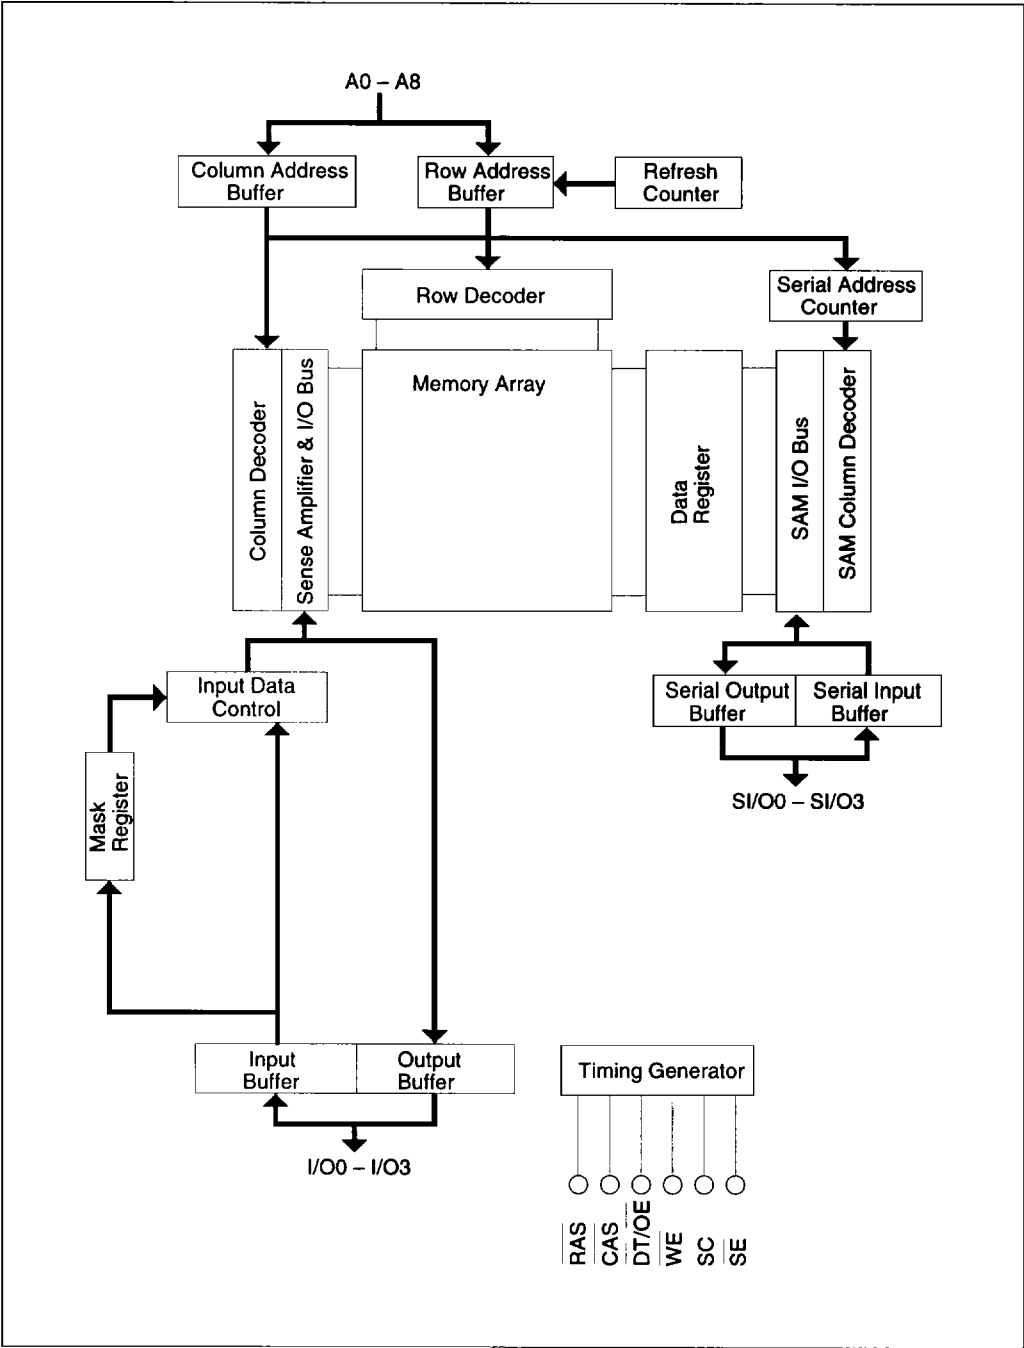 A0 – A8
Column Address
Buffer
Row Address
Buffer
Refresh
Counter
Row Decoder
Serial Address
Counter
Column Decoder
Sense Amplifier & I/O Bus
Memory Array
Data
Register
SAM I/O Bus
SAM Column Decoder
Input Data
Control
Serial Output
Buffer
Serial Input
Buffer
Mask
Register
SI/O0 – SI/O3
Input
Buffer
Output
Buffer
Timing Generator
I/O0 – I/O3
RAS
CAS
DT/OE
WE
SC
SE